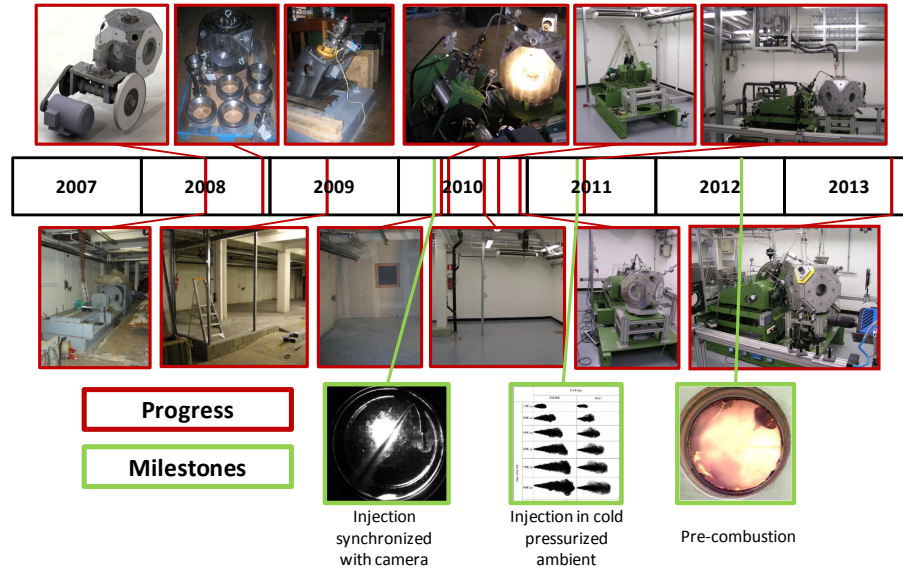 2007 2008 2009 2010 2011 2012 2013
Progress
Milestones
Injection
synchronized
with camera
Injection in cold
pressurized
ambient
Pre-combustion